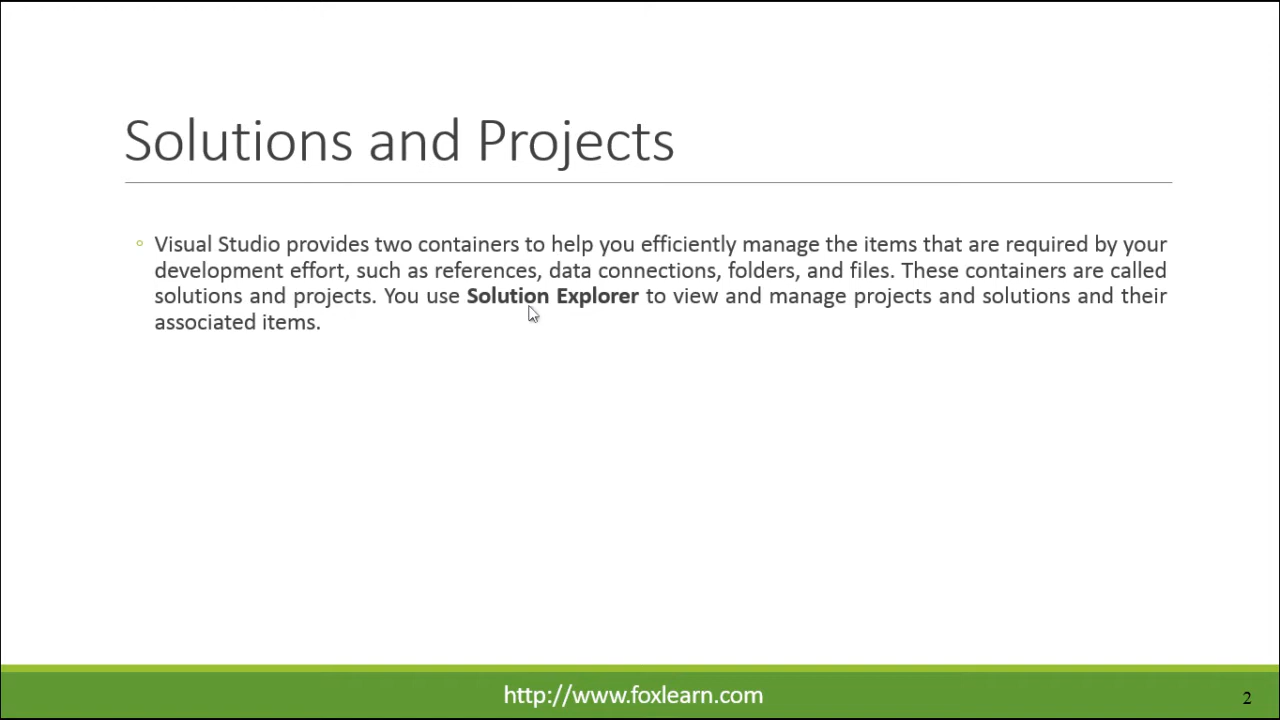 Solutions and Projects
Visual Studio provides two containers to help you efficiently manage the items that are required by your
development effort, such as references, data connections, folders, and files. These containers are called
solutions and projects. You use Solution Explorer to view and manage projects and solutions and their
associated items.
http://www.foxlearn.com
2